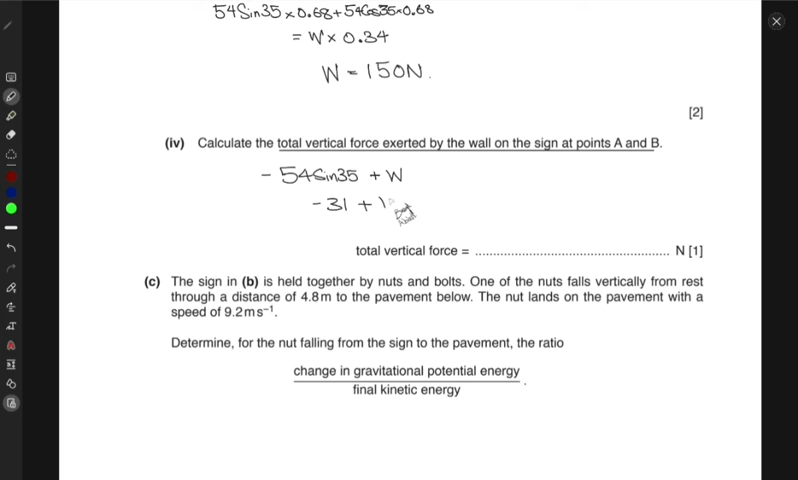 54Sin35 x 0.68 + 54Cos35 x 0.68
= W x 0.34
W = 150N.
[2]
(iv) Calculate the total vertical force exerted by the wall on the sign at points A and B.
- 54Sin35 + W
- 31 + 1
total vertical force = .................................................. N [1]
(c) The sign in (b) is held together by nuts and bolts. One of the nuts falls vertically from rest
through a distance of 4.8 m to the pavement below. The nut lands on the pavement with a
speed of 9.2 m s⁻¹.
Determine, for the nut falling from the sign to the pavement, the ratio
change in gravitational potential energy
final kinetic energy .